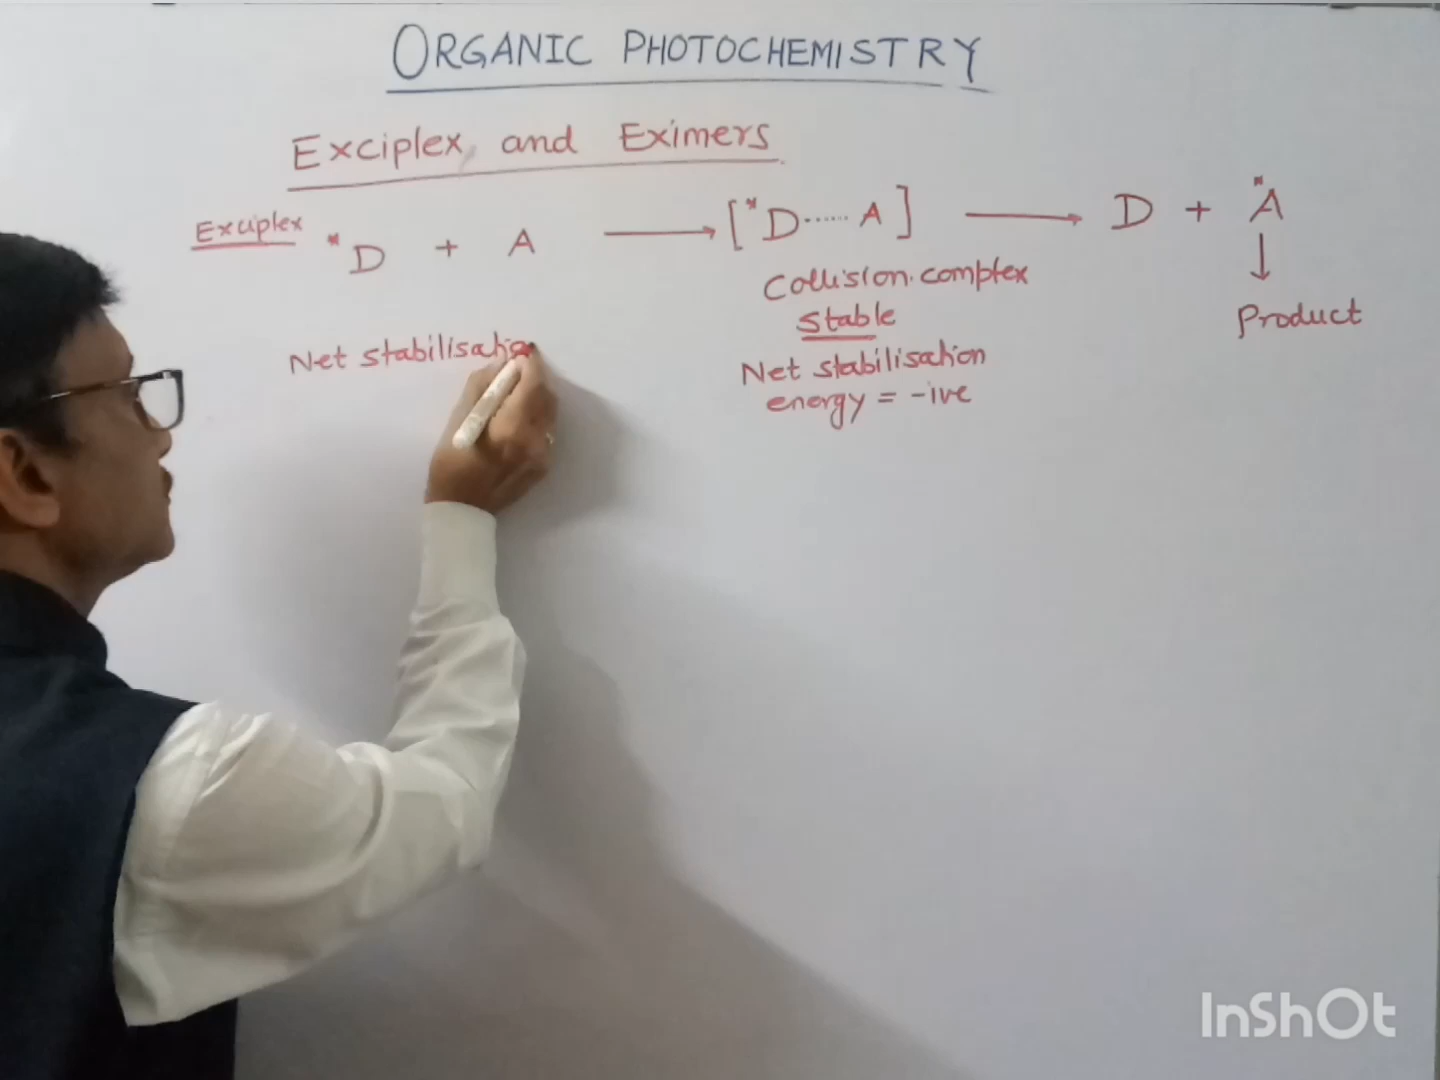 ORGANIC PHOTOCHEMISTRY
Exciplex and Eximers
Exciplex *D + A ⟶ [*D······A] ⟶ D + *A
↓
Collision complex
Stable
Product
Net stabilisation
Net stabilisation
energy = -ive
InShOt